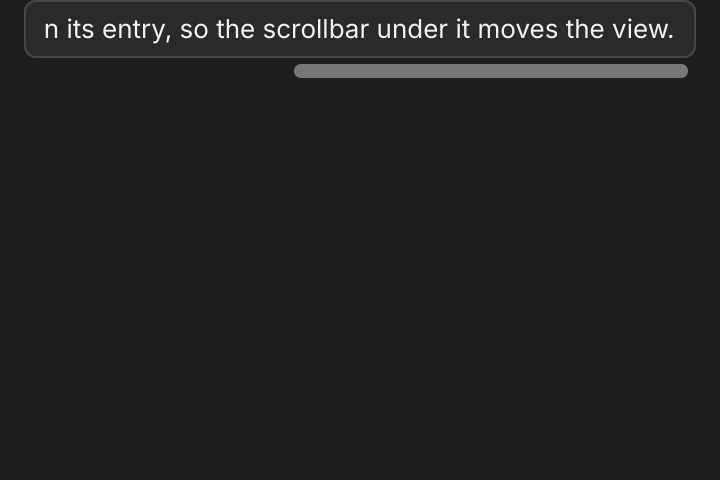 n its entry, so the scrollbar under it moves the view.